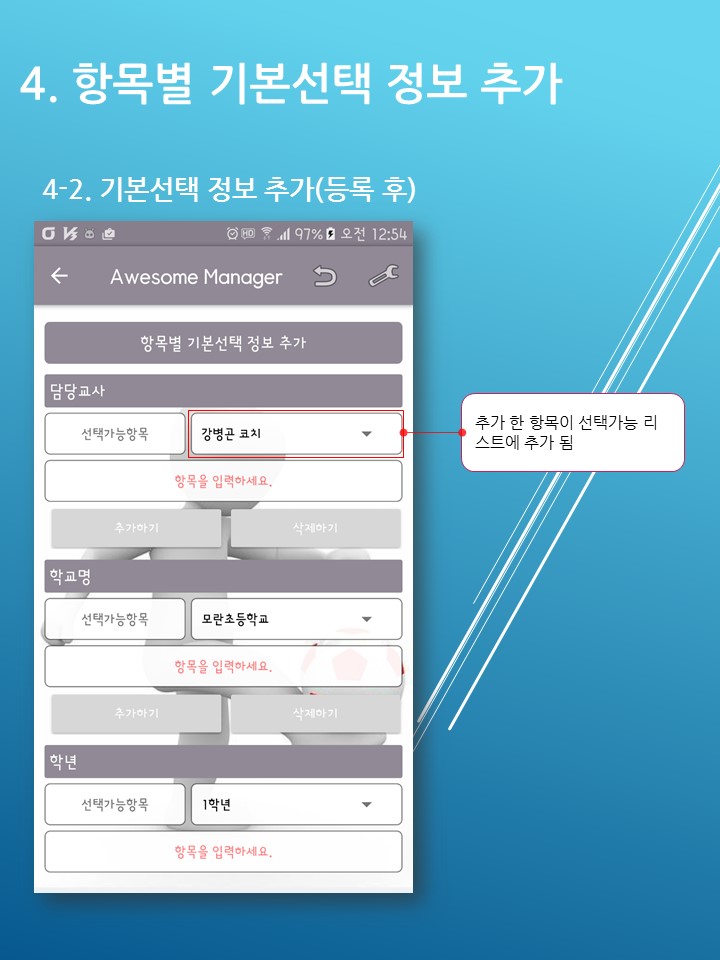 4. 항목별 기본선택 정보 추가
4-2. 기본선택 정보 추가(등록 후)
HD 97% 오전 12:54
Awesome Manager
항목별 기본선택 정보 추가
담당교사
선택가능항목 강병곤 코치
항목을 입력하세요.
추가하기 삭제하기
추가 한 항목이 선택가능 리
스트에 추가 됨
학교명
선택가능항목 모란초등학교
항목을 입력하세요.
추가하기 삭제하기
학년
선택가능항목 1학년
항목을 입력하세요.